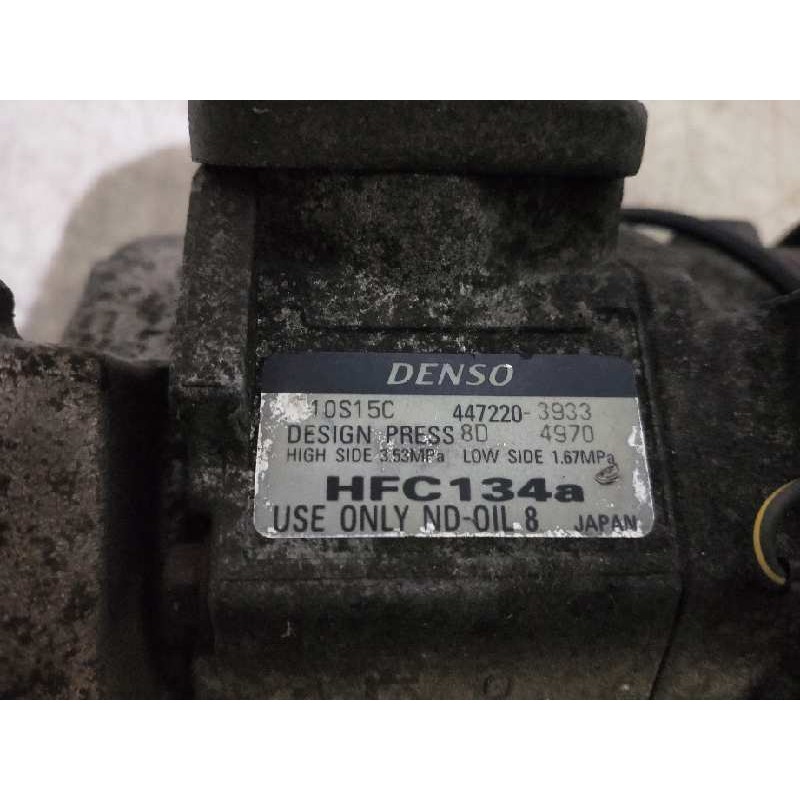 DENSO
10S15C 447220-3933
DESIGN PRESS 8D 4970
HIGH SIDE 3.53MPa LOW SIDE 1.67MPa
HFC134a
USE ONLY ND-OIL 8 JAPAN